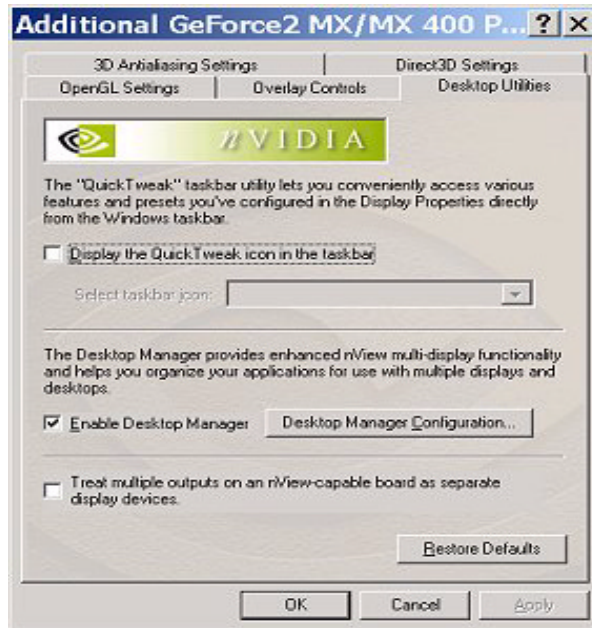 Additional GeForce2 MX/MX 400 P... ? X
3D Antialiasing Settings Direct3D Settings
OpenGL Settings Overlay Controls Desktop Utilities
nVIDIA
The "QuickTweak" taskbar utility lets you conveniently access various
features and presets you've configured in the Display Properties directly
from the Windows taskbar.
Display the QuickTweak icon in the taskbar
Select taskbar icon:
The Desktop Manager provides enhanced nView multi-display functionality
and helps you organize your applications for use with multiple displays and
desktops.
Enable Desktop Manager Desktop Manager Configuration...
Treat multiple outputs on an nView-capable board as separate
display devices.
Restore Defaults
OK Cancel Apply